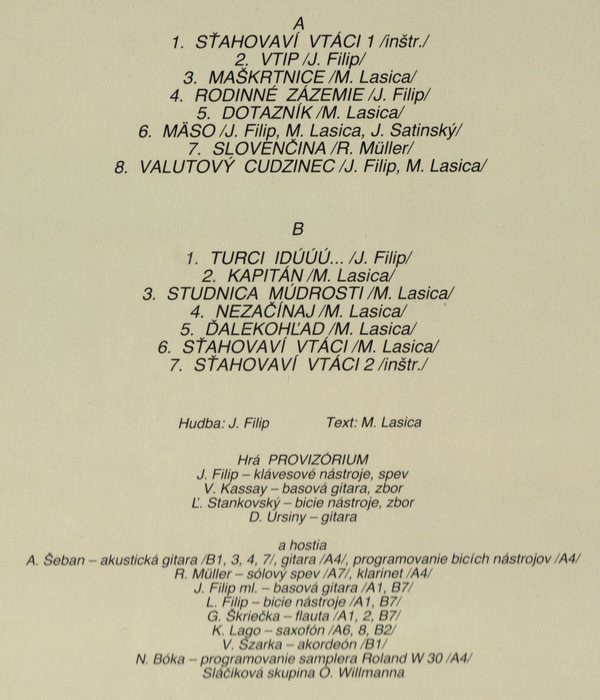 A
1. SŤAHOVAVÍ VTÁCI 1 /inštr./
2. VTIP /J. Filip/
3. MAŠKRTNICE /M. Lasica/
4. RODINNÉ ZÁZEMIE /J. Filip/
5. DOTAZNÍK /M. Lasica/
6. MÄSO /J. Filip, M. Lasica, J. Satinský/
7. SLOVENČINA /R. Müller/
8. VALUTOVÝ CUDZINEC /J. Filip, M. Lasica/
B
1. TURCI IDÚÚÚ... /J. Filip/
2. KAPITÁN /M. Lasica/
3. STUDNICA MÚDROSTI /M. Lasica/
4. NEZAČÍNAJ /M. Lasica/
5. ĎALEKOHĽAD /M. Lasica/
6. SŤAHOVAVÍ VTÁCI /M. Lasica/
7. SŤAHOVAVÍ VTÁCI 2 /inštr./
Hudba: J. Filip Text: M. Lasica
Hrá PROVIZÓRIUM
J. Filip – klávesové nástroje, spev
V. Kassay – basová gitara, zbor
Ľ. Stankovský – bicie nástroje, zbor
D. Ursiny – gitara
a hostia
A. Šeban – akustická gitara /B1, 3, 4, 7/, gitara /A4/, programovanie bicích nástrojov /A4/
R. Müller – sólový spev /A7/, klarinet /A4/
J. Filip ml. – basová gitara /A1, B7/
L. Filip – bicie nástroje /A1, B7/
G. Škriečka – flauta /A1, 2, B7/
K. Lago – saxofón /A6, 8, B2/
V. Szarka – akordeón /B1/
N. Bóka – programovanie samplera Roland W 30 /A4/
Sláčiková skupina O. Willmanna